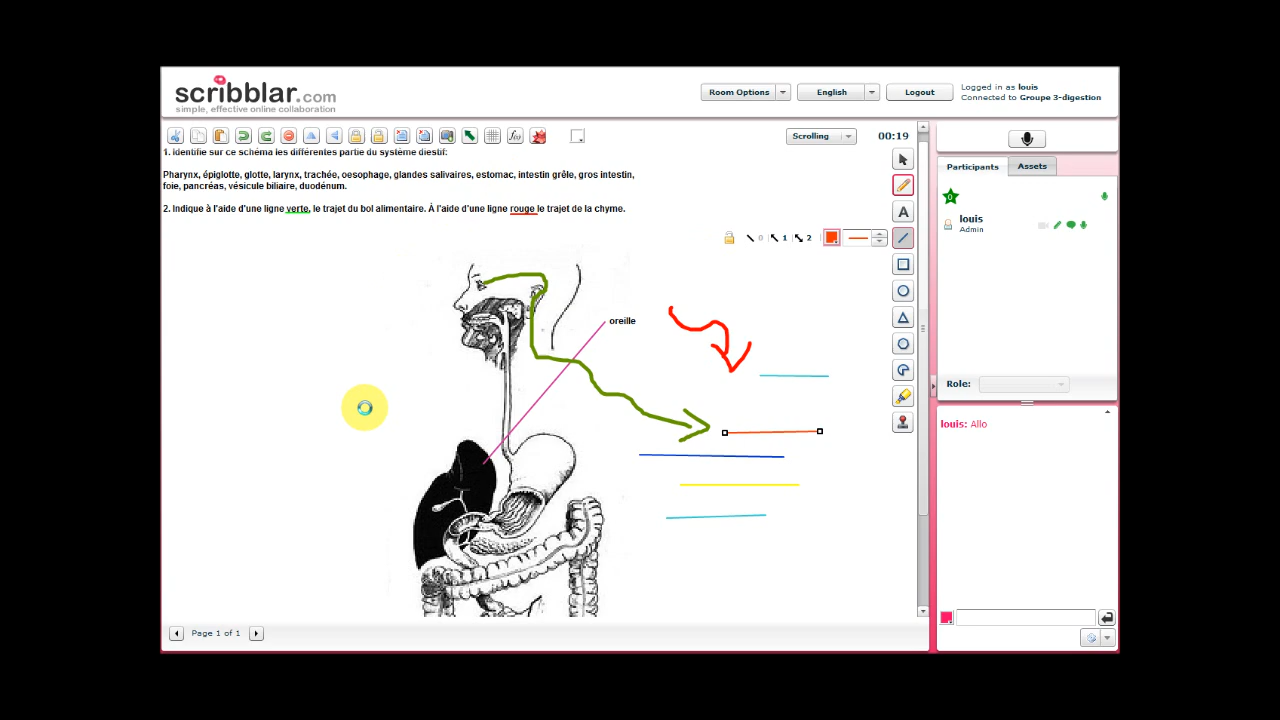 scribblar.com
simple, effective online collaboration
Room Options
English
Logout
Logged in as louis
Connected to Groupe 3-digestion
Scrolling
00:19
1. Identifie sur ce schéma les différentes partie du système diestif:
Pharynx, épiglotte, glotte, larynx, trachée, oesophage, glandes salivaires, estomac, intestin grêle, gros intestin,
foie, pancréas, vésicule biliaire, duodénum.
2. Indique à l'aide d'une ligne verte, le trajet du bol alimentaire. À l'aide d'une ligne rouge le trajet de la chyme.
0
1
2
oreille
Participants
Assets
0
louis
Admin
Role:
louis: Allo
Page 1 of 1